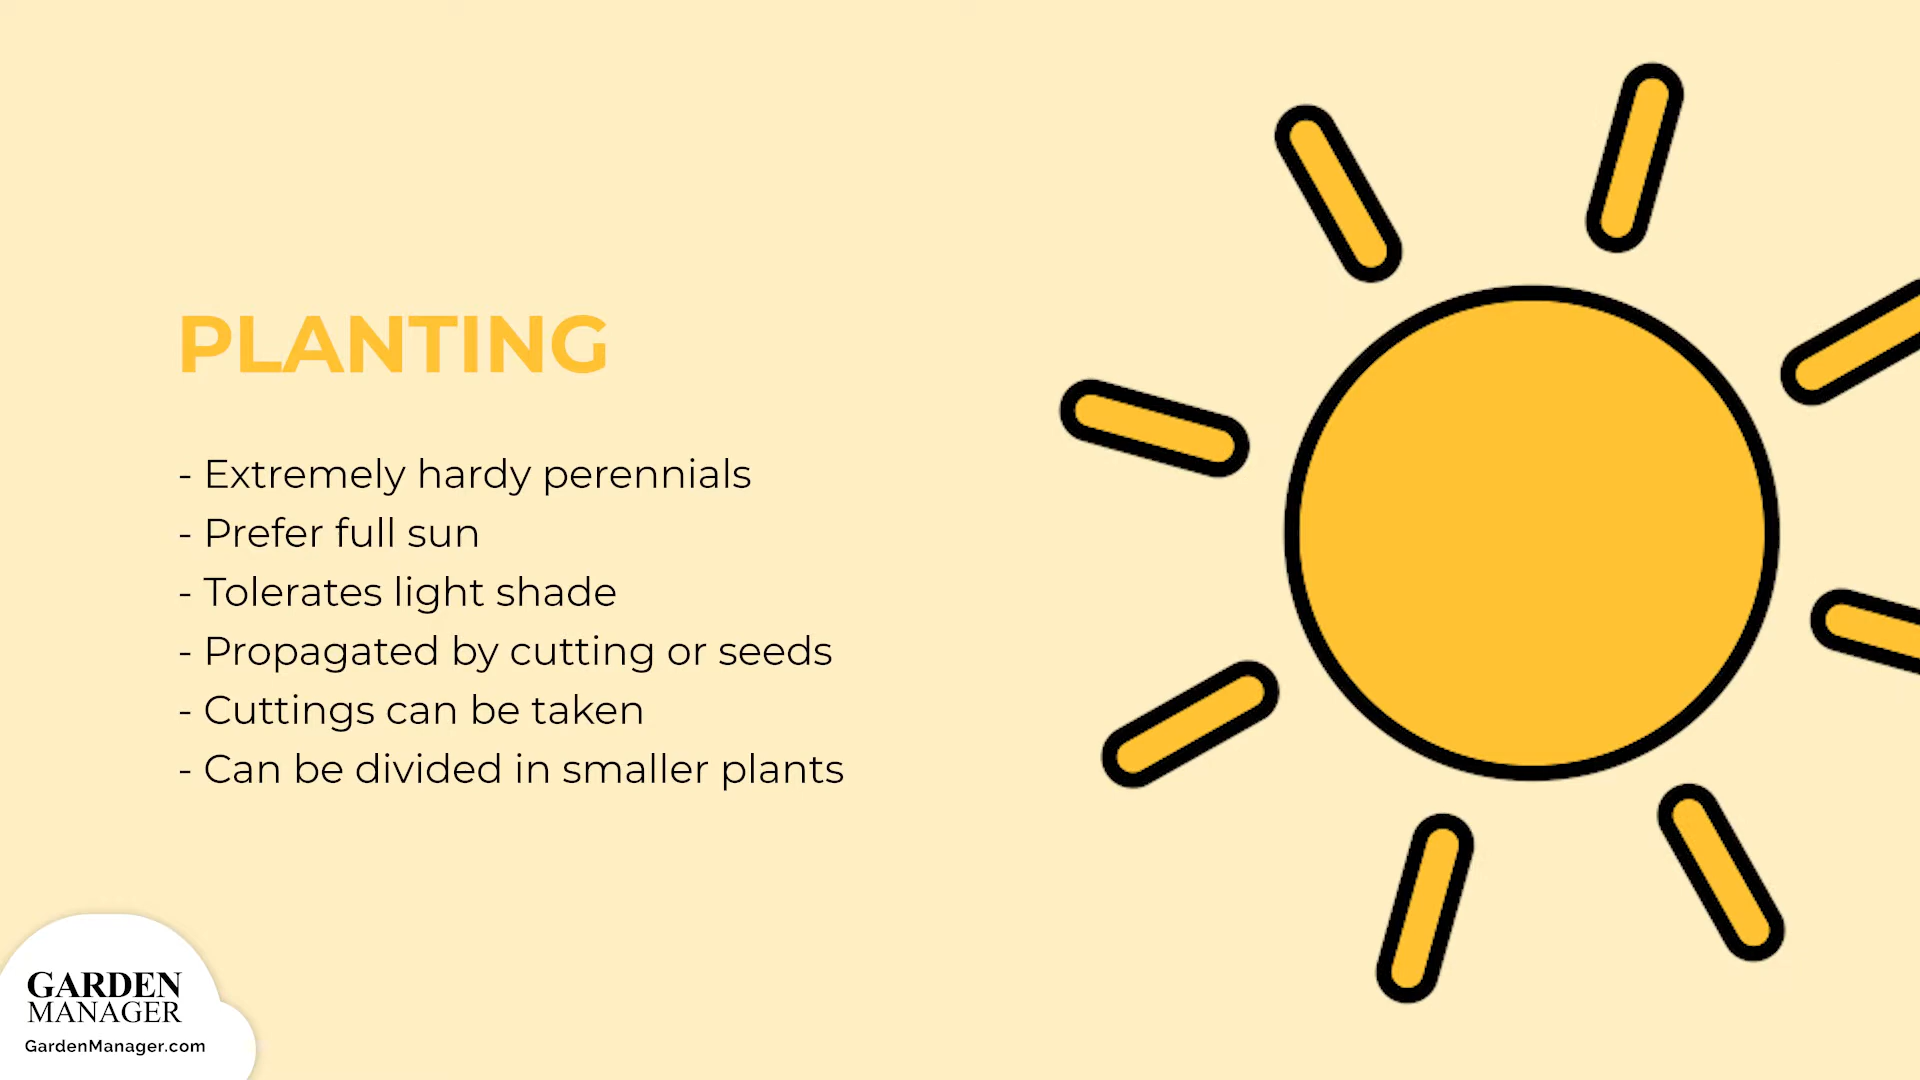 PLANTING
- Extremely hardy perennials
- Prefer full sun
- Tolerates light shade
- Propagated by cutting or seeds
- Cuttings can be taken
- Can be divided in smaller plants
GARDEN
MANAGER
GardenManager.com